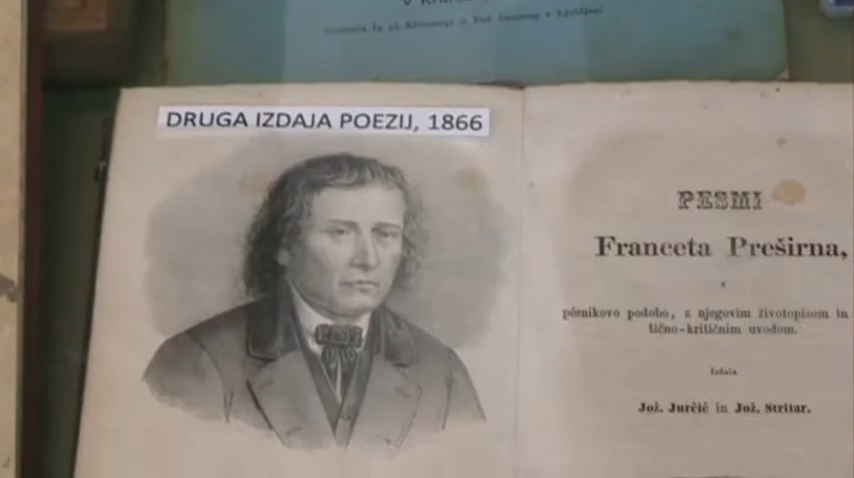 DRUGA IZDAJA POEZIJ, 1866
PESMI
Franceta Preširna,
pésnikovo podobo, z njegovim životopisom in
tično-kritičnim uvodom.
Izdala
Jož. Jurčič in Jož. Stritar.